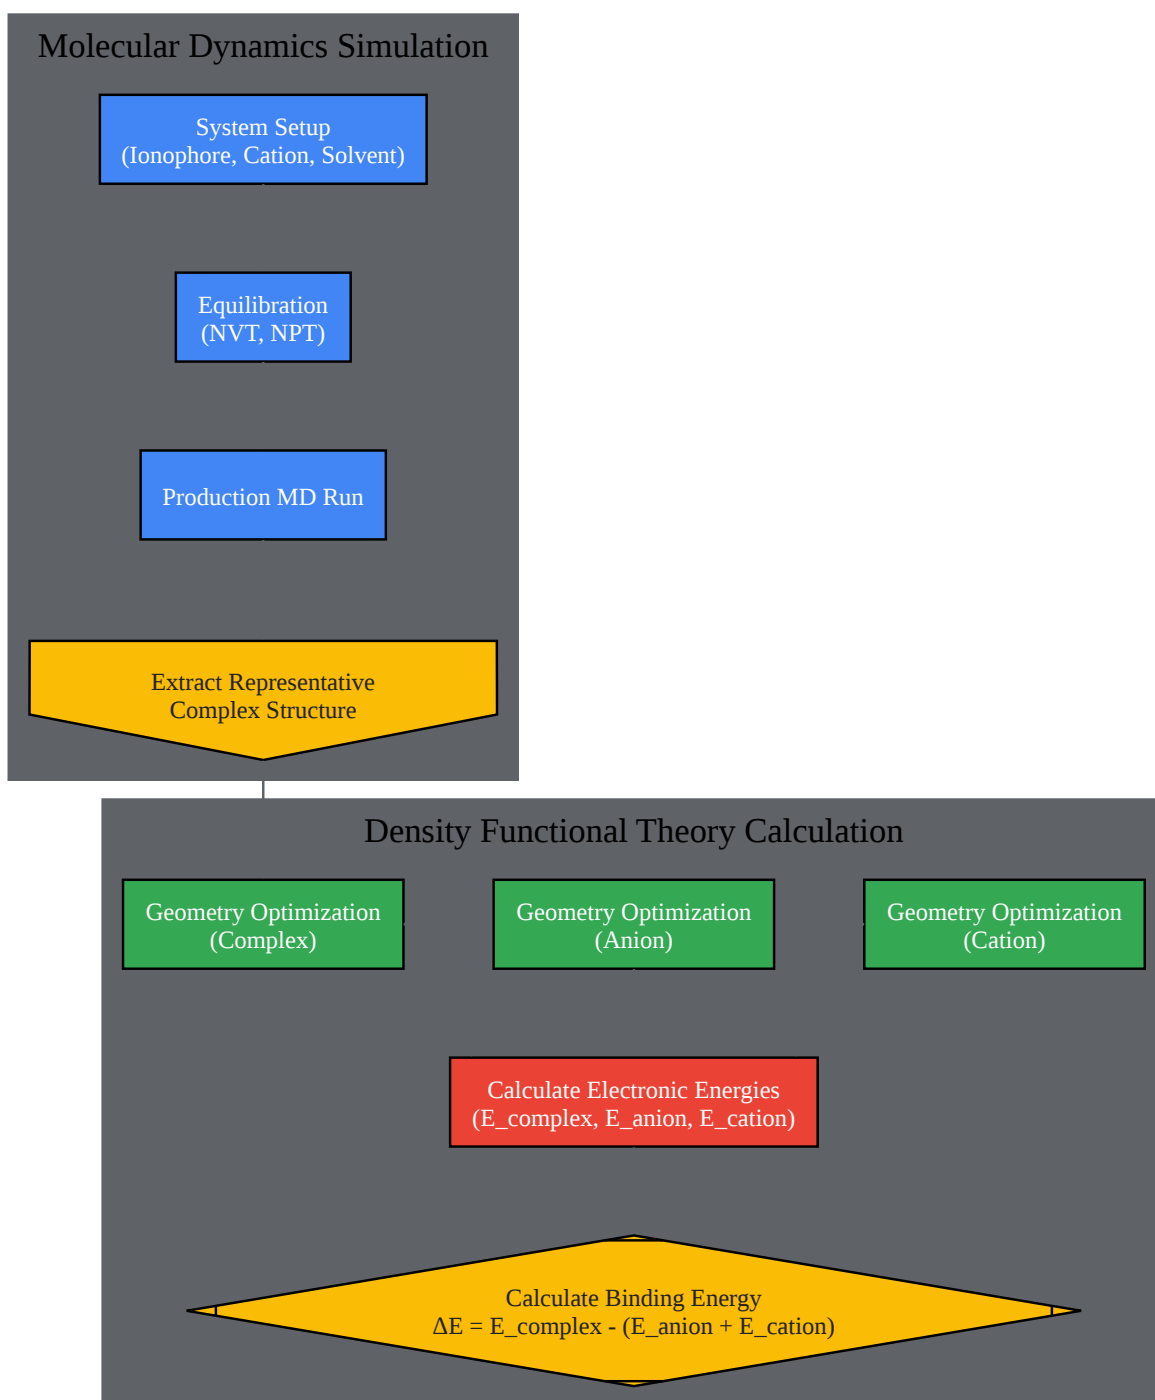 Molecular Dynamics Simulation
System Setup
(Ionophore, Cation, Solvent)
Equilibration
(NVT, NPT)
Production MD Run
Extract Representative
Complex Structure
Density Functional Theory Calculation
Geometry Optimization
(Complex)
Geometry Optimization
(Anion)
Geometry Optimization
(Cation)
Calculate Electronic Energies
(E_complex, E_anion, E_cation)
Calculate Binding Energy
ΔE = E_complex - (E_anion + E_cation)